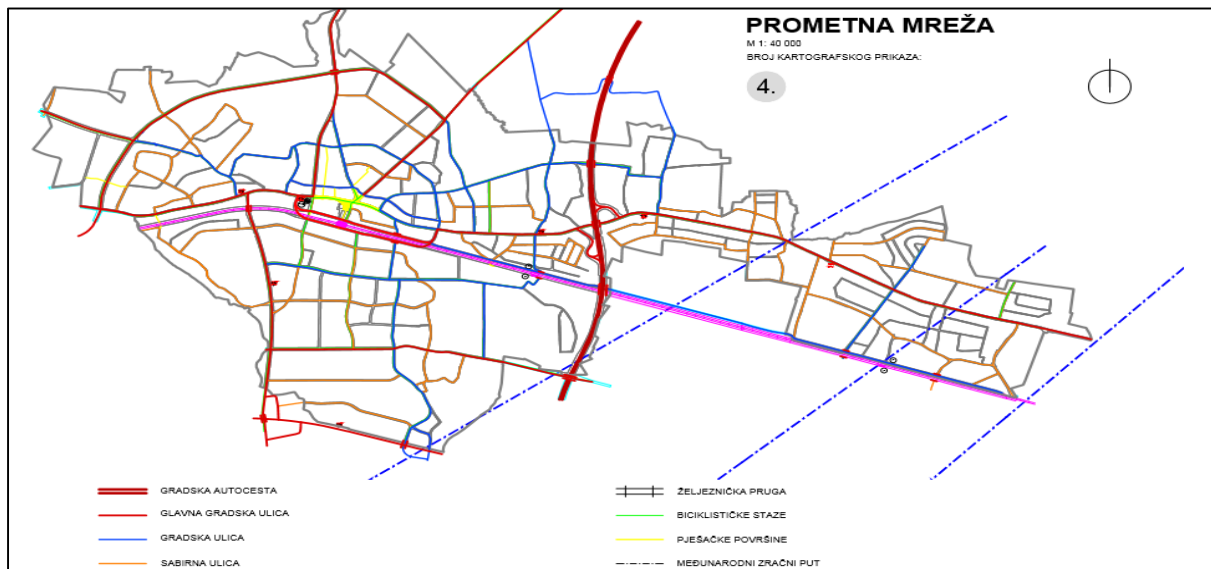 PROMETNA MREŽA
M 1: 40 000
BROJ KARTOGRAFSKOG PRIKAZA:
4.
GRADSKA AUTOCESTA
GLAVNA GRADSKA ULICA
GRADSKA ULICA
SABIRNA ULICA
ŽELJEZNIČKA PRUGA
BICIKLISTIČKE STAZE
PJEŠAČKE POVRŠINE
MEĐUNARODNI ZRAČNI PUT